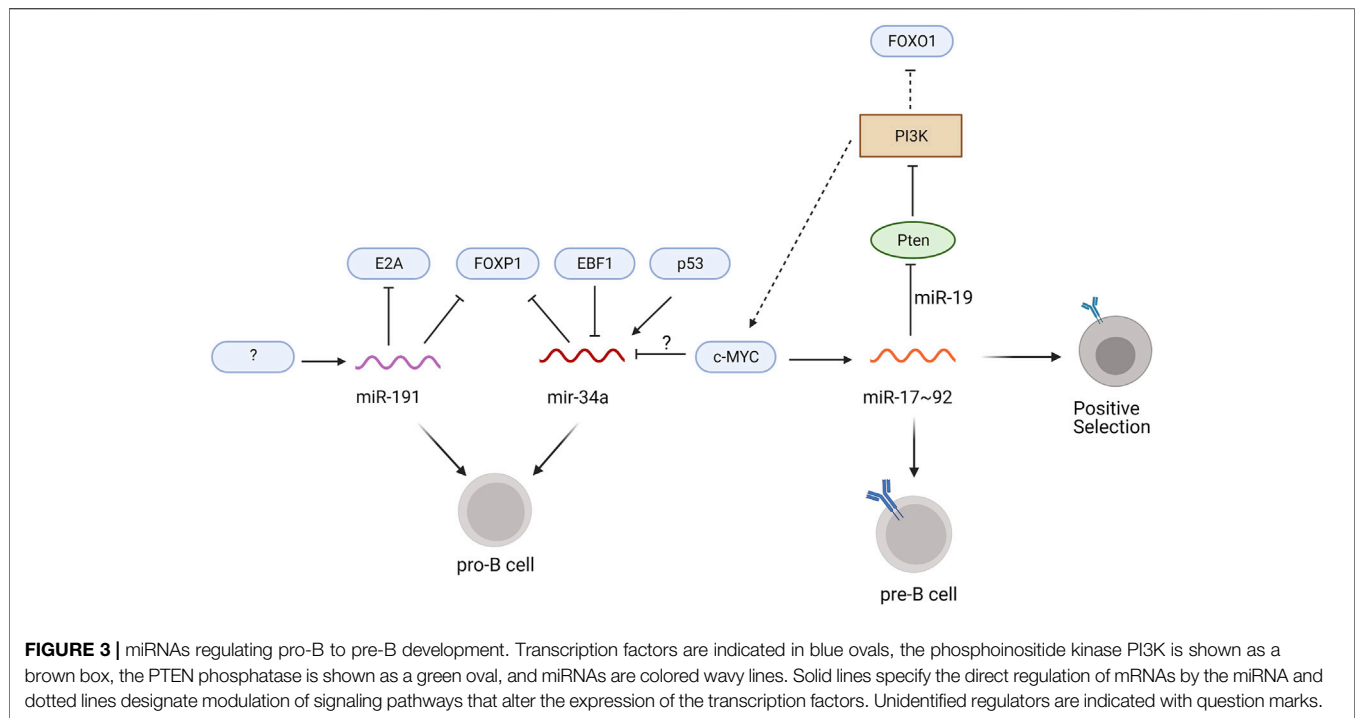 FOXO1
PI3K
Pten
miR-19
E2A
FOXP1
EBF1
p53
?
?
c-MYC
miR-191
mir-34a
miR-17~92
Positive
Selection
pro-B cell
pre-B cell
FIGURE 3 | miRNAs regulating pro-B to pre-B development. Transcription factors are indicated in blue ovals, the phosphoinositide kinase PI3K is shown as a
brown box, the PTEN phosphatase is shown as a green oval, and miRNAs are colored wavy lines. Solid lines specify the direct regulation of mRNAs by the miRNA and
dotted lines designate modulation of signaling pathways that alter the expression of the transcription factors. Unidentified regulators are indicated with question marks.